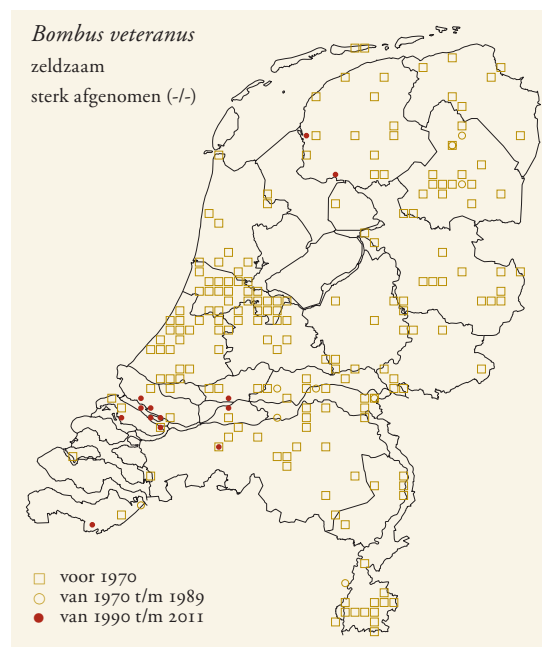 Bombus veteranus
zeldzaam
sterk afgenomen (-/-)
voor 1970
van 1970 t/m 1989
van 1990 t/m 2011